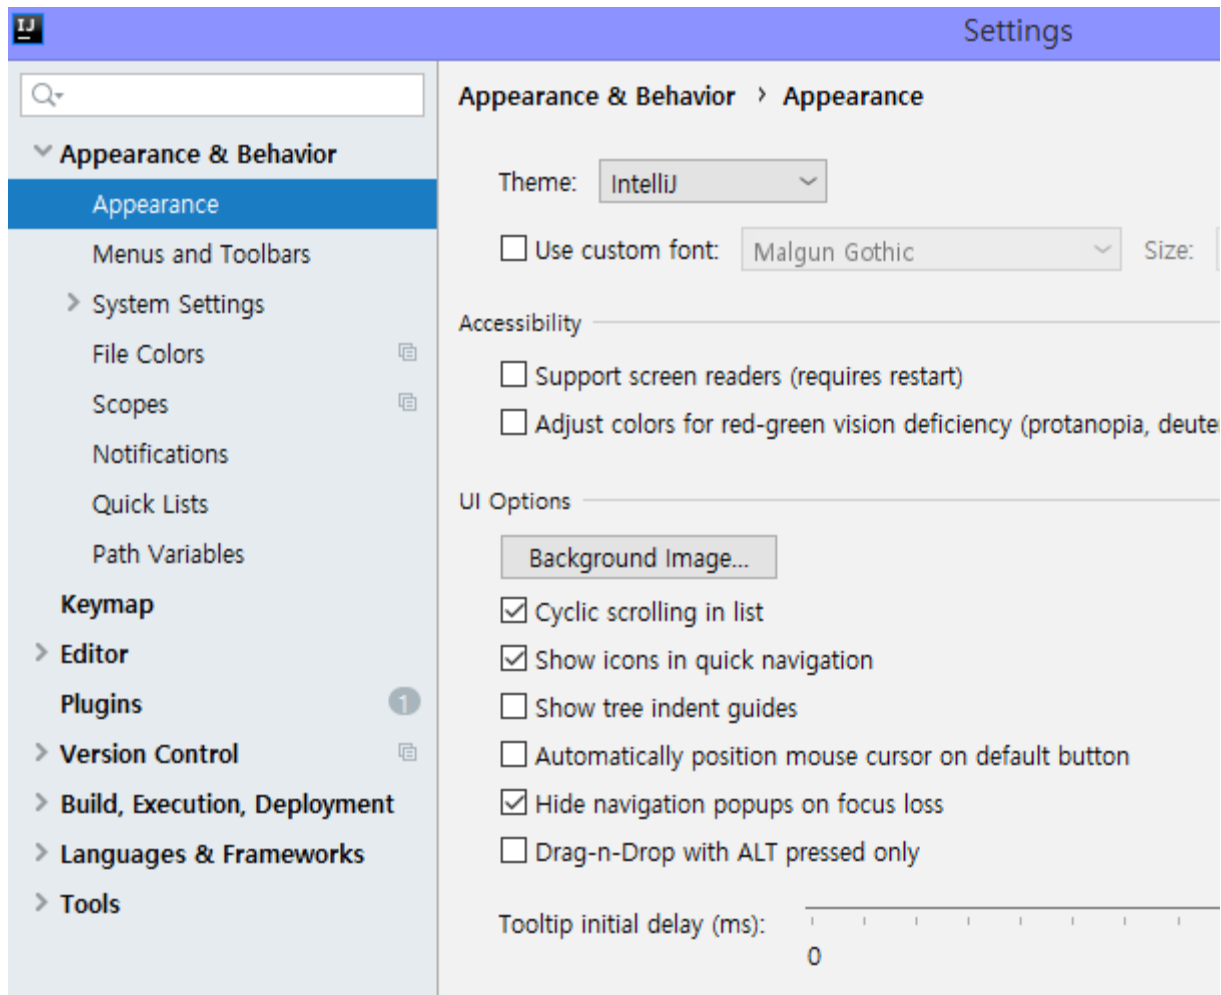 IJ
Settings
Appearance & Behavior
Appearance
Menus and Toolbars
System Settings
File Colors
Scopes
Notifications
Quick Lists
Path Variables
Keymap
Editor
Plugins 1
Version Control
Build, Execution, Deployment
Languages & Frameworks
Tools
Appearance & Behavior › Appearance
Theme: IntelliJ
Use custom font: Malgun Gothic Size:
Accessibility
Support screen readers (requires restart)
Adjust colors for red-green vision deficiency (protanopia, deute
UI Options
Background Image...
Cyclic scrolling in list
Show icons in quick navigation
Show tree indent guides
Automatically position mouse cursor on default button
Hide navigation popups on focus loss
Drag-n-Drop with ALT pressed only
Tooltip initial delay (ms):
0